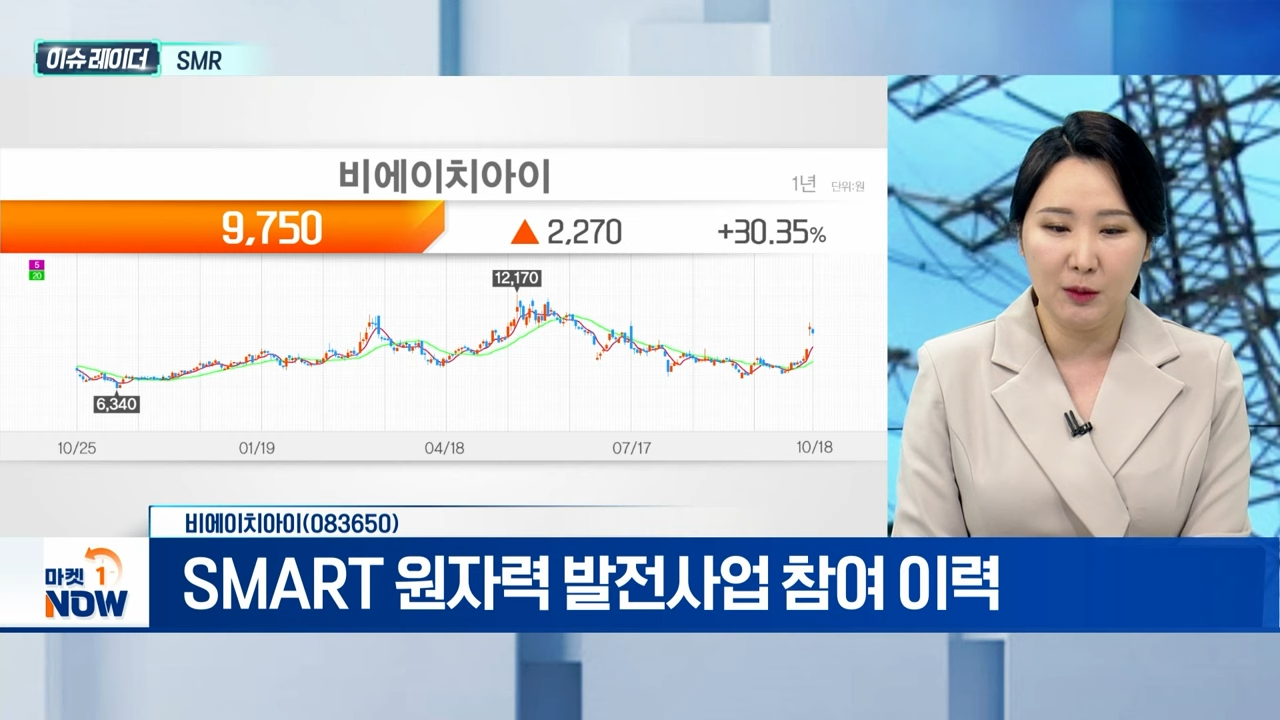 이슈 레이더 SMR
비에이치아이
1년 단위:원
9,750 ▲ 2,270 +30.35%
5
20
12,170
6,340
10/25 01/19 04/18 07/17 10/18
비에이치아이(083650)
마켓 1
NOW
SMART 원자력 발전사업 참여 이력